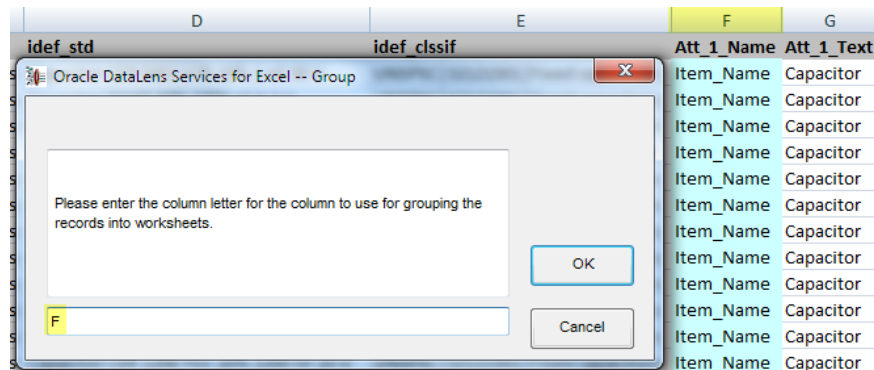 D E F G
idef_std idef_clssif Att_1_Name Att_1_Text
Oracle DataLens Services for Excel -- Group
Item_Name Capacitor
Item_Name Capacitor
Item_Name Capacitor
Item_Name Capacitor
Item_Name Capacitor
Item_Name Capacitor
Item_Name Capacitor
Item_Name Capacitor
Item_Name Capacitor
Item_Name Capacitor
Item_Name Capacitor
Item_Name Capacitor
Please enter the column letter for the column to use for grouping the
records into worksheets.
OK
F
Cancel